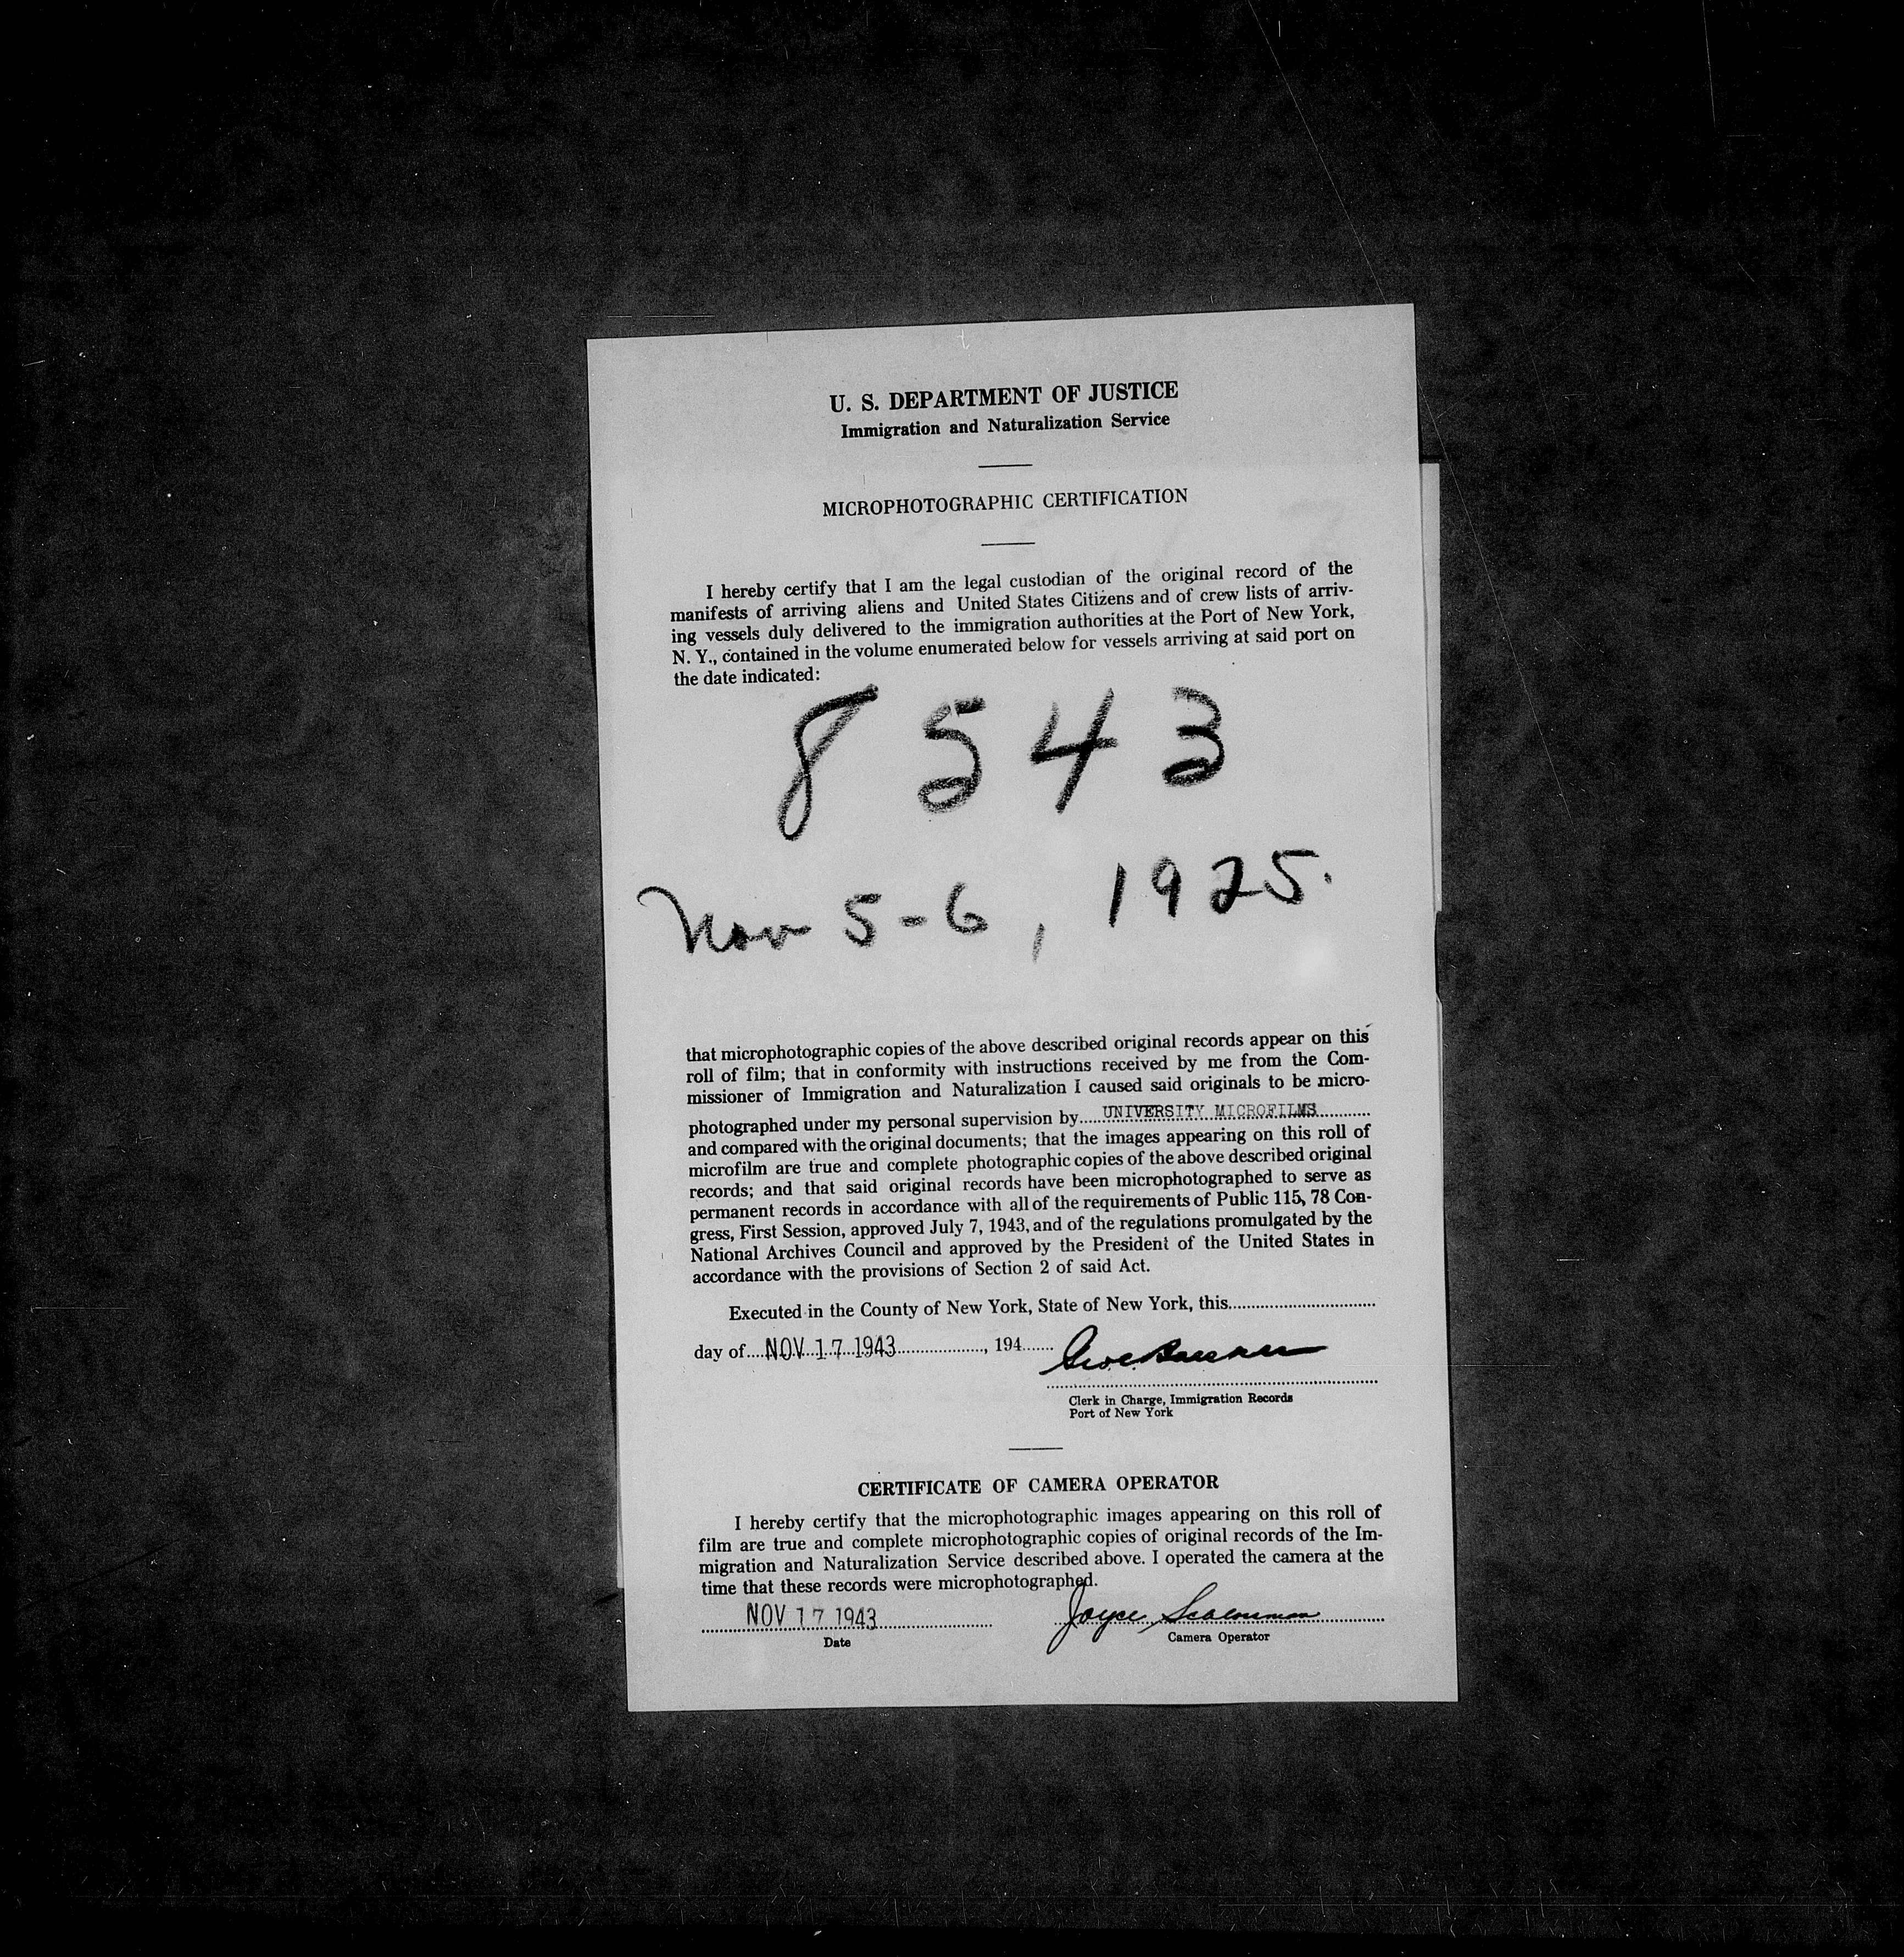 U. S. DEPARTMENT OF JUSTICE
Immigration and Naturalization Service
MICROPHOTOGRAPHIC CERTIFICATION
I hereby certify that I am the legal custodian of the original record of the
manifests of arriving aliens and United States Citizens and of crew lists of arriv-
ing vessels duly delivered to the immigration authorities at the Port of New York,
N. Y., contained in the volume enumerated below for vessels arriving at said port on
the date indicated:
8543
Nov 5-6, 1925.
that microphotographic copies of the above described original records appear on this
roll of film; that in conformity with instructions received by me from the Com-
missioner of Immigration and Naturalization I caused said originals to be micro-
photographed under my personal supervision by.....UNIVERSITY MICROFILMS............
and compared with the original documents; that the images appearing on this roll of
microfilm are true and complete photographic copies of the above described original
records; and that said original records have been microphotographed to serve as
permanent records in accordance with all of the requirements of Public 115, 78 Con-
gress, First Session, approved July 7, 1943, and of the regulations promulgated by the
National Archives Council and approved by the President of the United States in
accordance with the provisions of Section 2 of said Act.
Executed in the County of New York, State of New York, this................................
day of....NOV 17 1943...................., 194.......
Clerk in Charge, Immigration Records
Port of New York
CERTIFICATE OF CAMERA OPERATOR
I hereby certify that the microphotographic images appearing on this roll of
film are true and complete microphotographic copies of original records of the Im-
migration and Naturalization Service described above. I operated the camera at the
time that these records were microphotographed.
NOV 17 1943 Joyce
Date Camera Operator